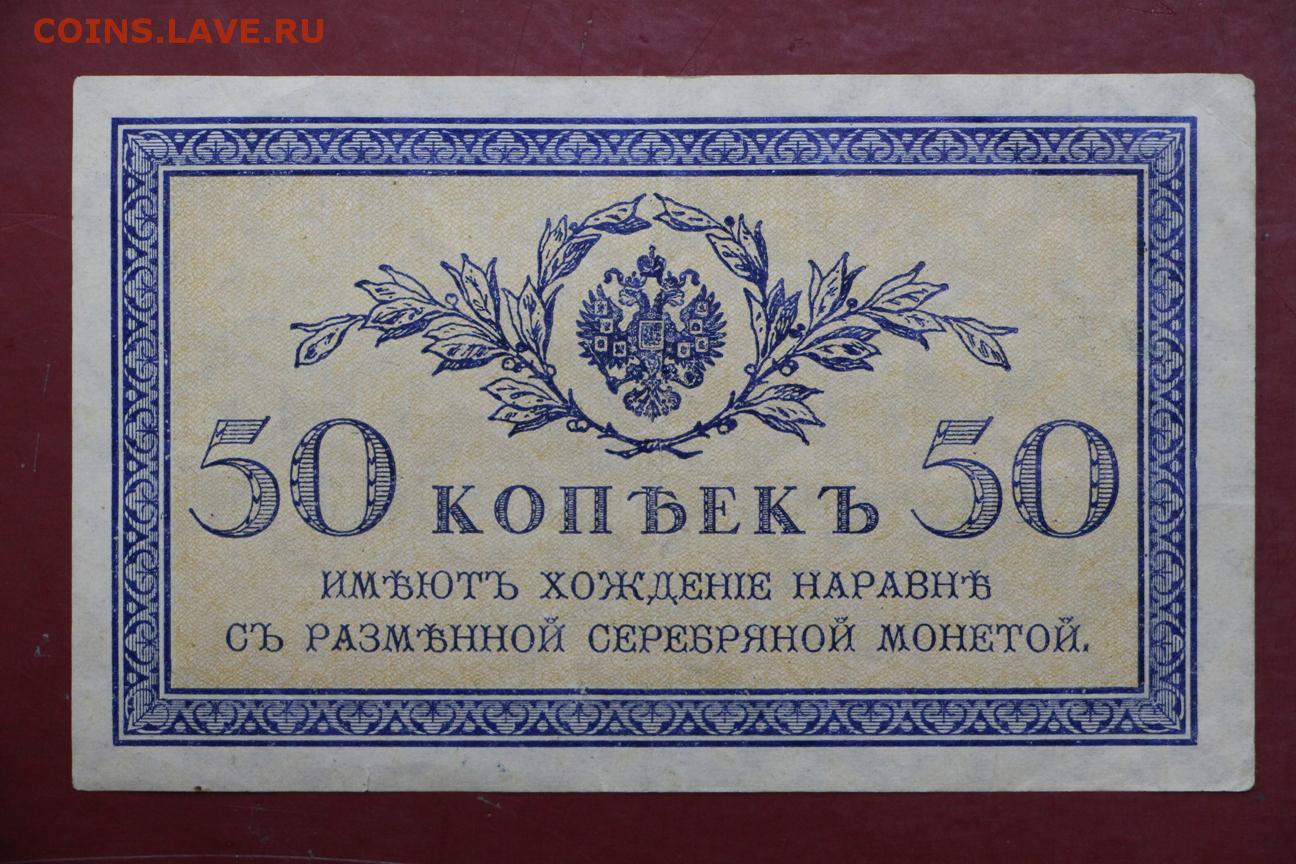 COINS.LAVE.RU
50 КОПѢЕКЪ 50
ИМѢЮТЪ ХОЖДЕНІЕ НАРАВНѢ
СЪ РАЗМѢННОЙ СЕРЕБРЯНОЙ МОНЕТОЙ.